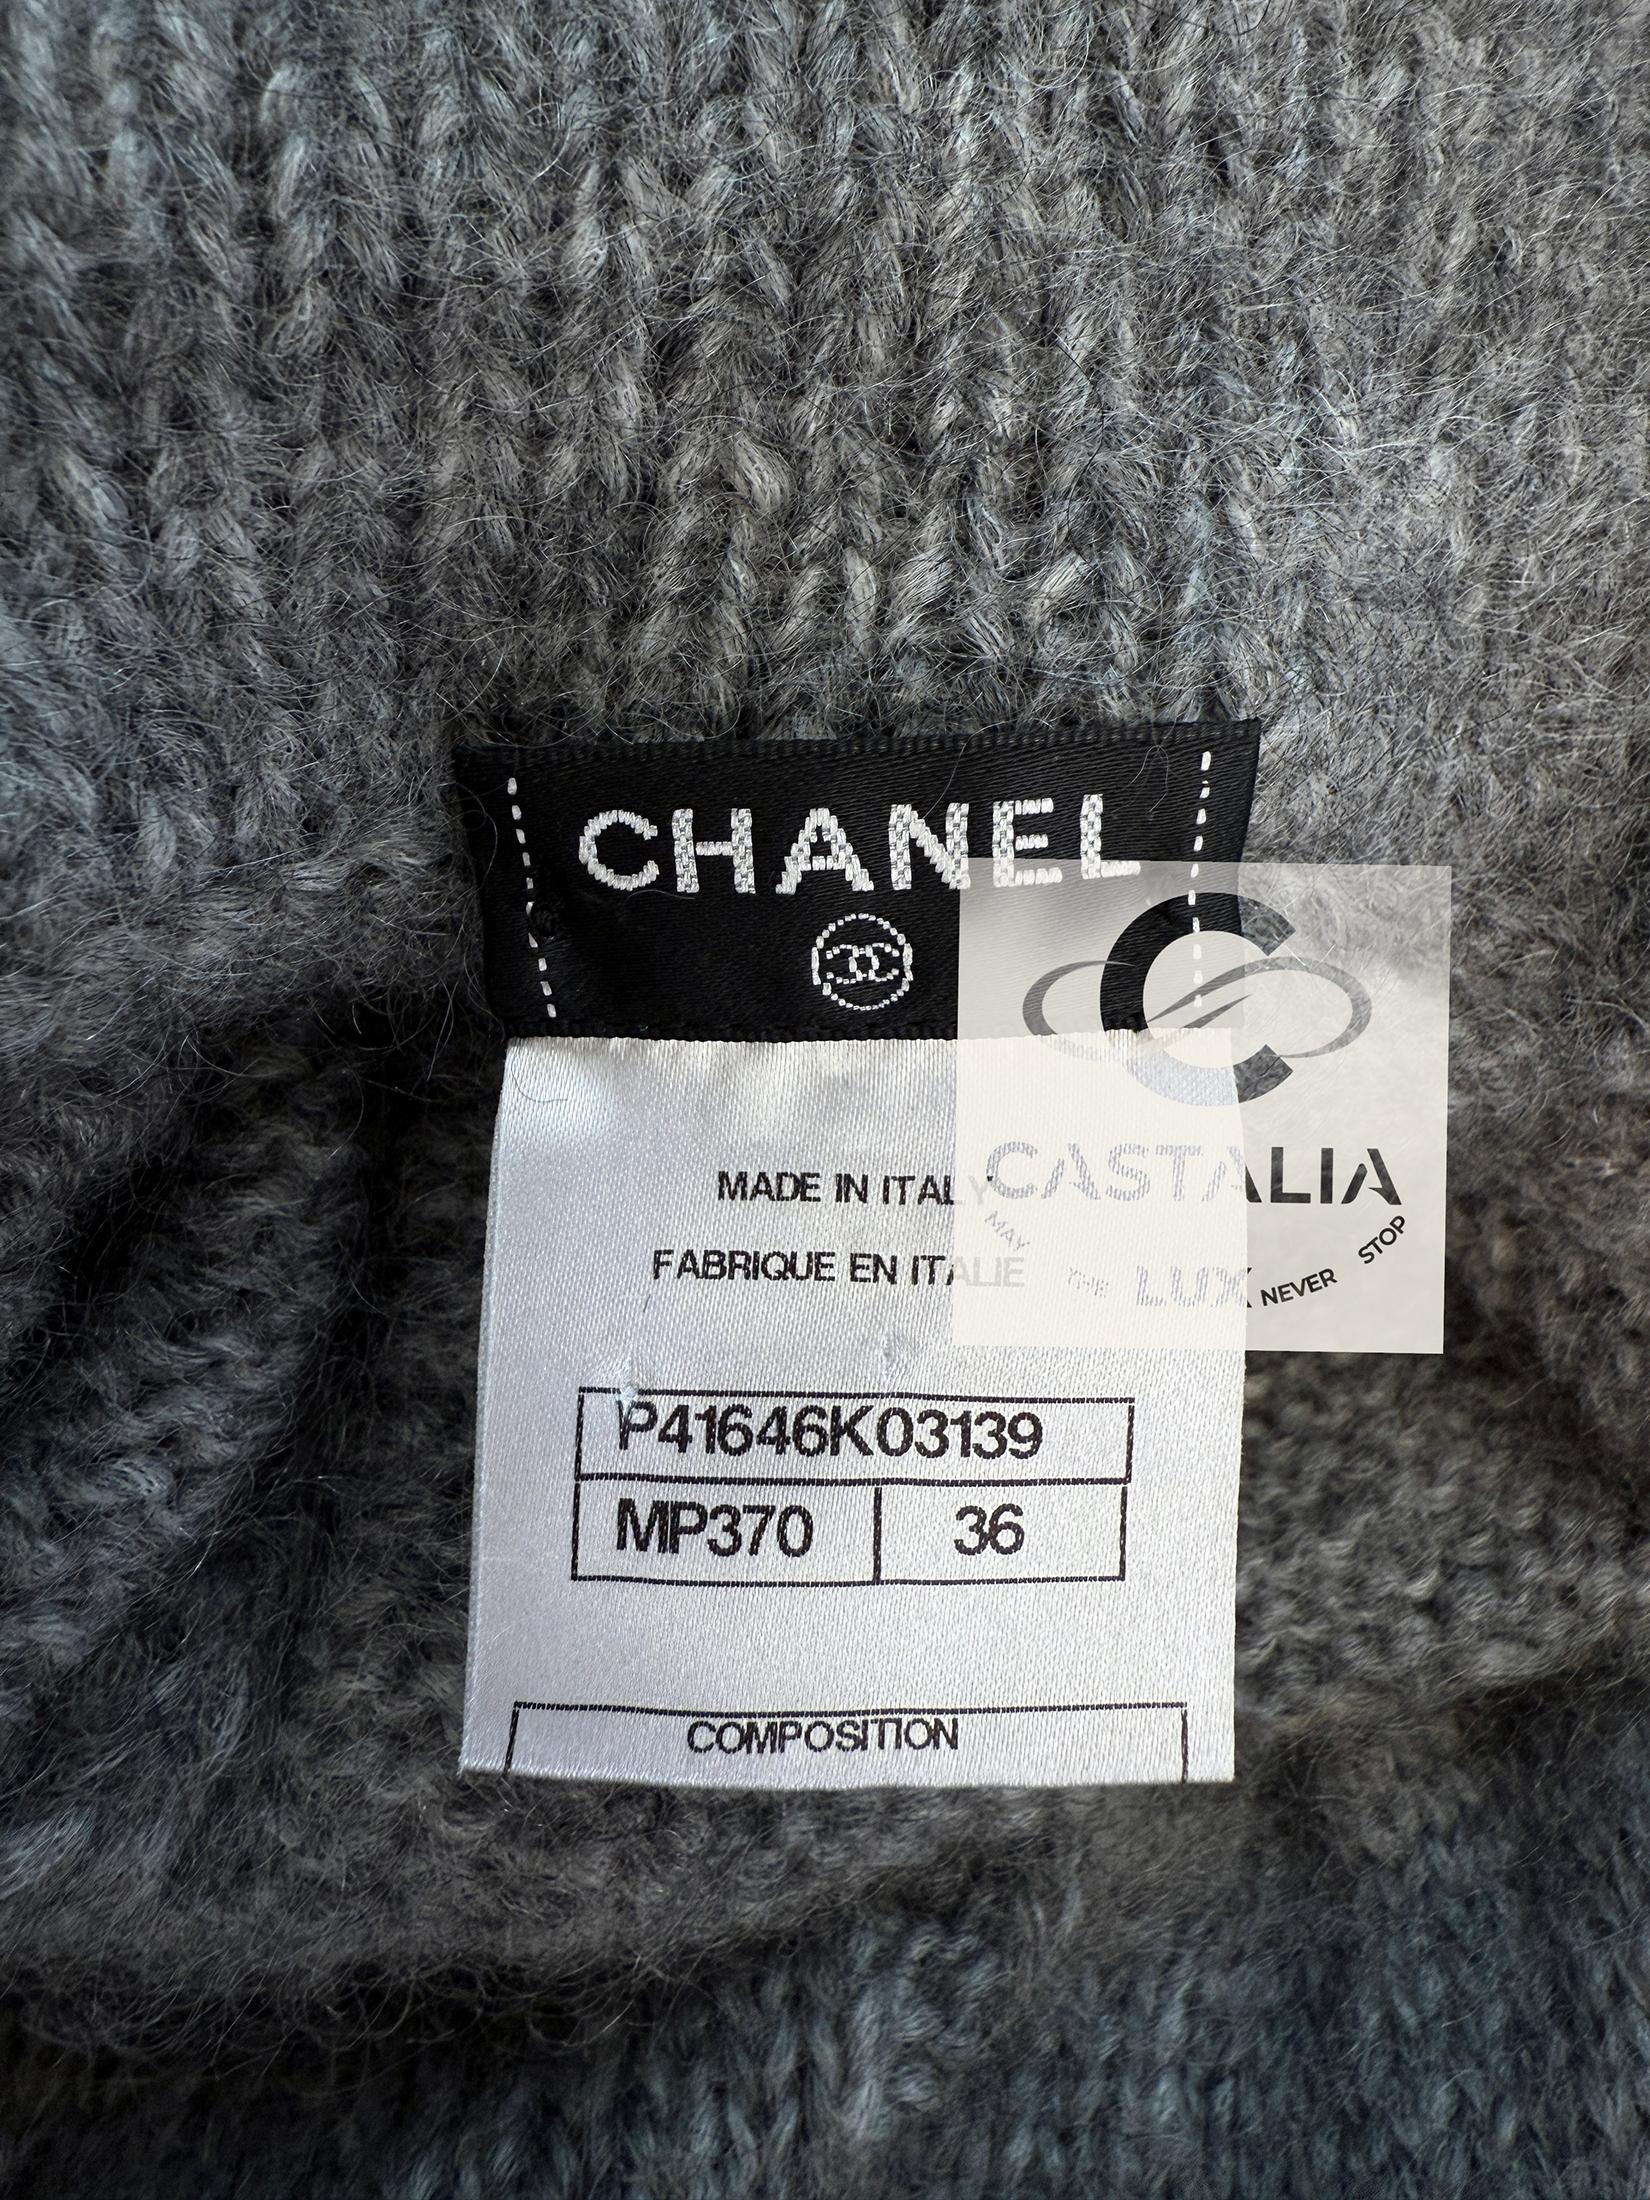 CHANEL
CASTALIA
MAY THE LUX NEVER STOP
MADE IN ITALY
FABRIQUE EN ITALIE
P41646K03139
MP370 36
COMPOSITION